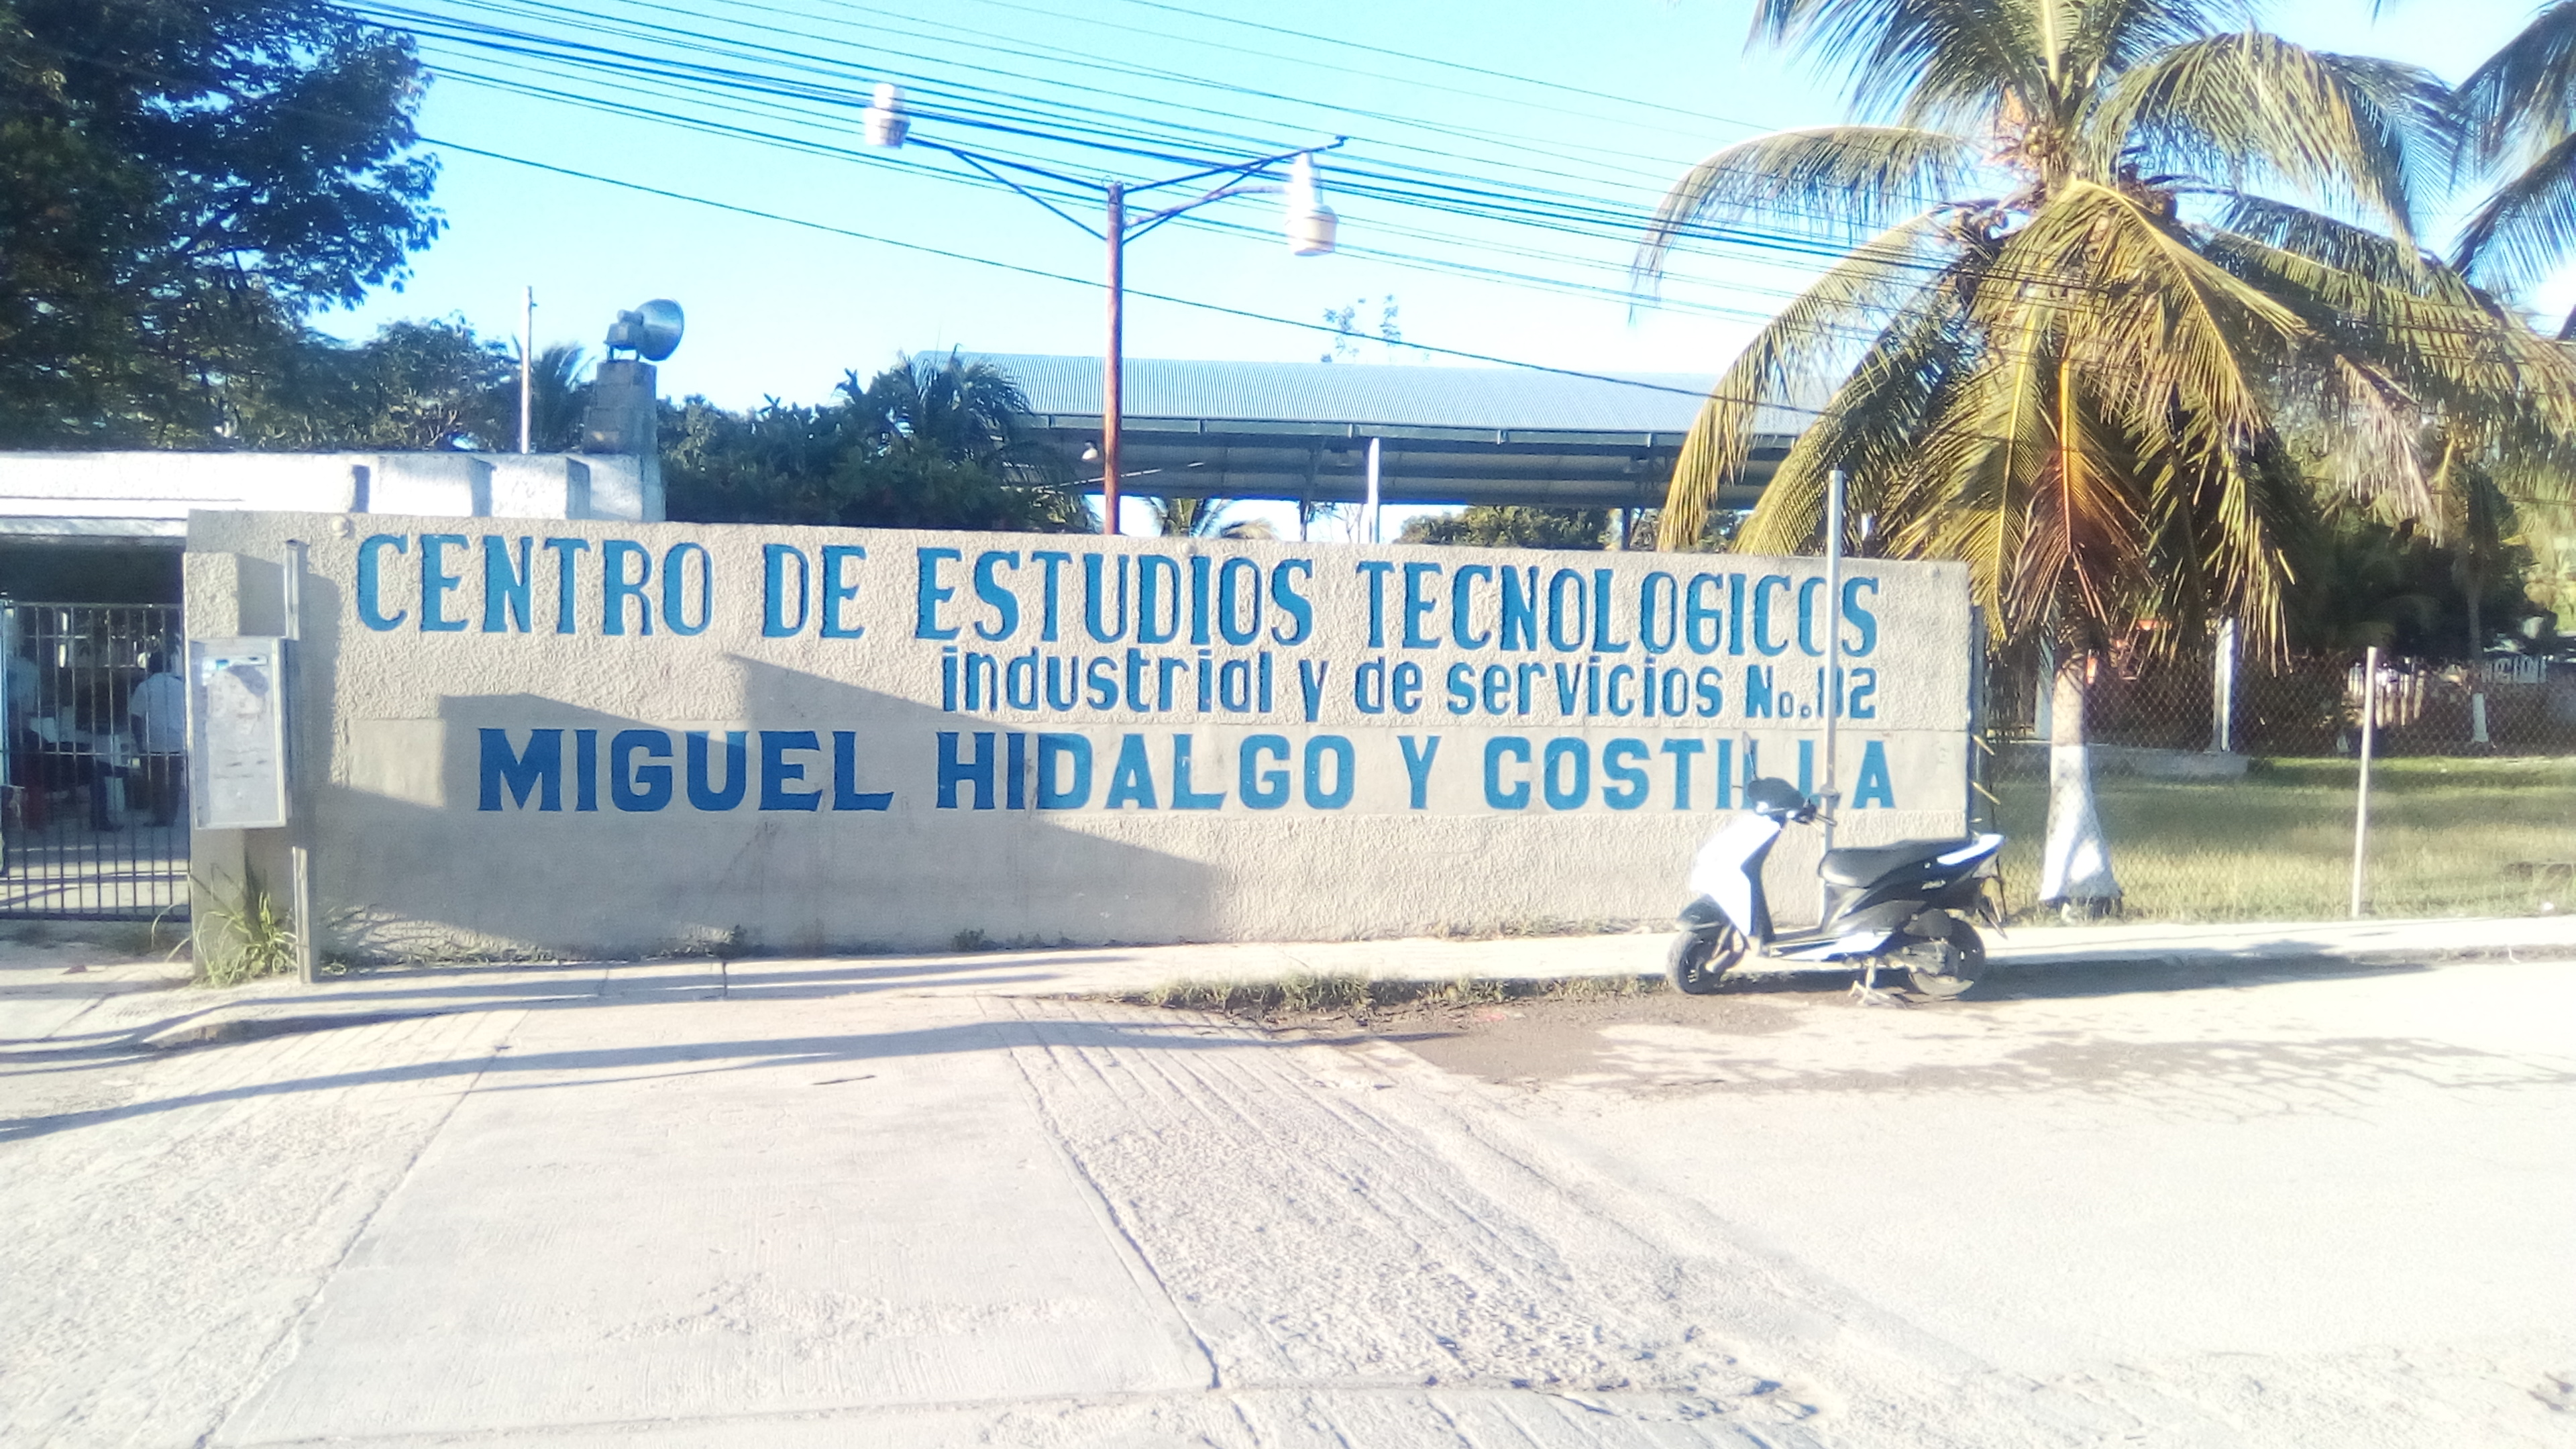 CENTRO DE ESTUDIOS TECNOLOGICOS
industrial y de servicios No. 82
MIGUEL HIDALGO Y COSTILLA